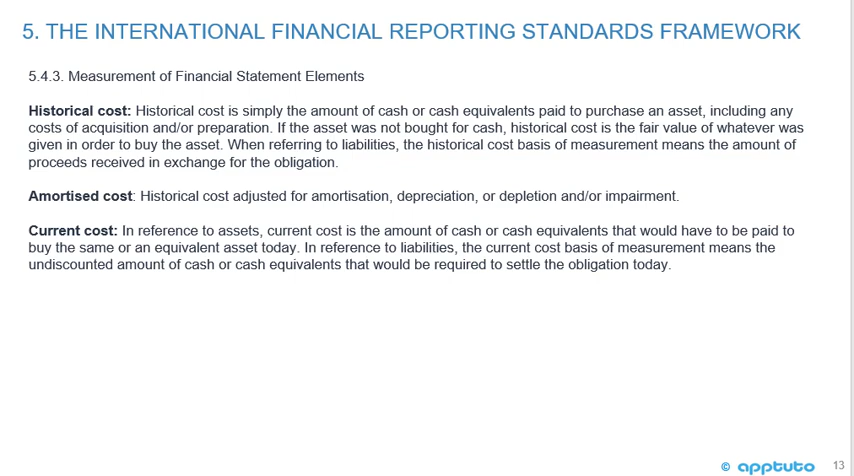 5. THE INTERNATIONAL FINANCIAL REPORTING STANDARDS FRAMEWORK
5.4.3. Measurement of Financial Statement Elements
Historical cost: Historical cost is simply the amount of cash or cash equivalents paid to purchase an asset, including any
costs of acquisition and/or preparation. If the asset was not bought for cash, historical cost is the fair value of whatever was
given in order to buy the asset. When referring to liabilities, the historical cost basis of measurement means the amount of
proceeds received in exchange for the obligation.
Amortised cost: Historical cost adjusted for amortisation, depreciation, or depletion and/or impairment.
Current cost: In reference to assets, current cost is the amount of cash or cash equivalents that would have to be paid to
buy the same or an equivalent asset today. In reference to liabilities, the current cost basis of measurement means the
undiscounted amount of cash or cash equivalents that would be required to settle the obligation today.
© apptuto 13